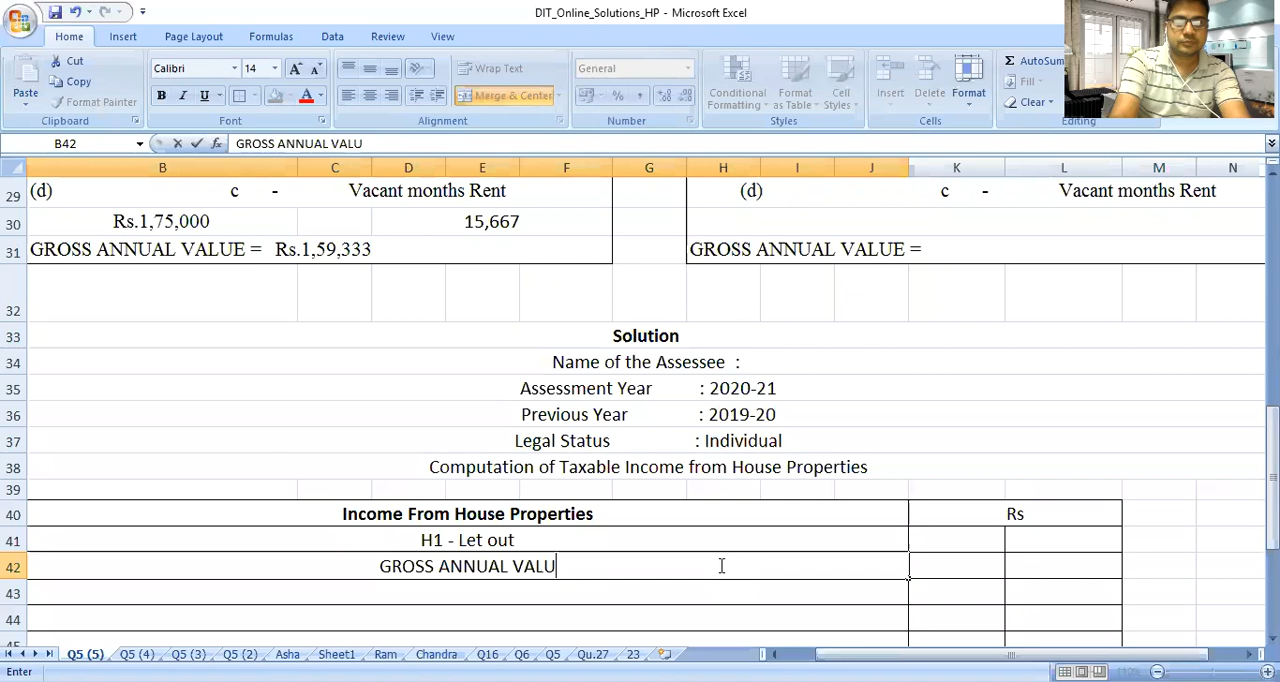 DIT_Online_Solutions_HP - Microsoft Excel
Home Insert Page Layout Formulas Data Review View
Paste Cut Copy Format Painter Clipboard
Calibri 14 A A B I U A Font
Wrap Text Merge & Center Alignment
General % , Number
Conditional Formatting Format as Table Cell Styles Styles
Insert Delete Format Cells
Σ AutoSum Fill Clear Editing
B42 fx GROSS ANNUAL VALU
B C D E F G H I J K L M N
29 (d) c - Vacant months Rent (d) c - Vacant months Rent
30 Rs.1,75,000 15,667
31 GROSS ANNUAL VALUE = Rs.1,59,333 GROSS ANNUAL VALUE =
32
33 Solution
34 Name of the Assessee :
35 Assessment Year : 2020-21
36 Previous Year : 2019-20
37 Legal Status : Individual
38 Computation of Taxable Income from House Properties
39
40 Income From House Properties Rs
41 H1 - Let out
42 GROSS ANNUAL VALU
43
44
45
Q5 (5) Q5 (4) Q5 (3) Q5 (2) Asha Sheet1 Ram Chandra Q16 Q6 Q5 Qu.27 23
Enter